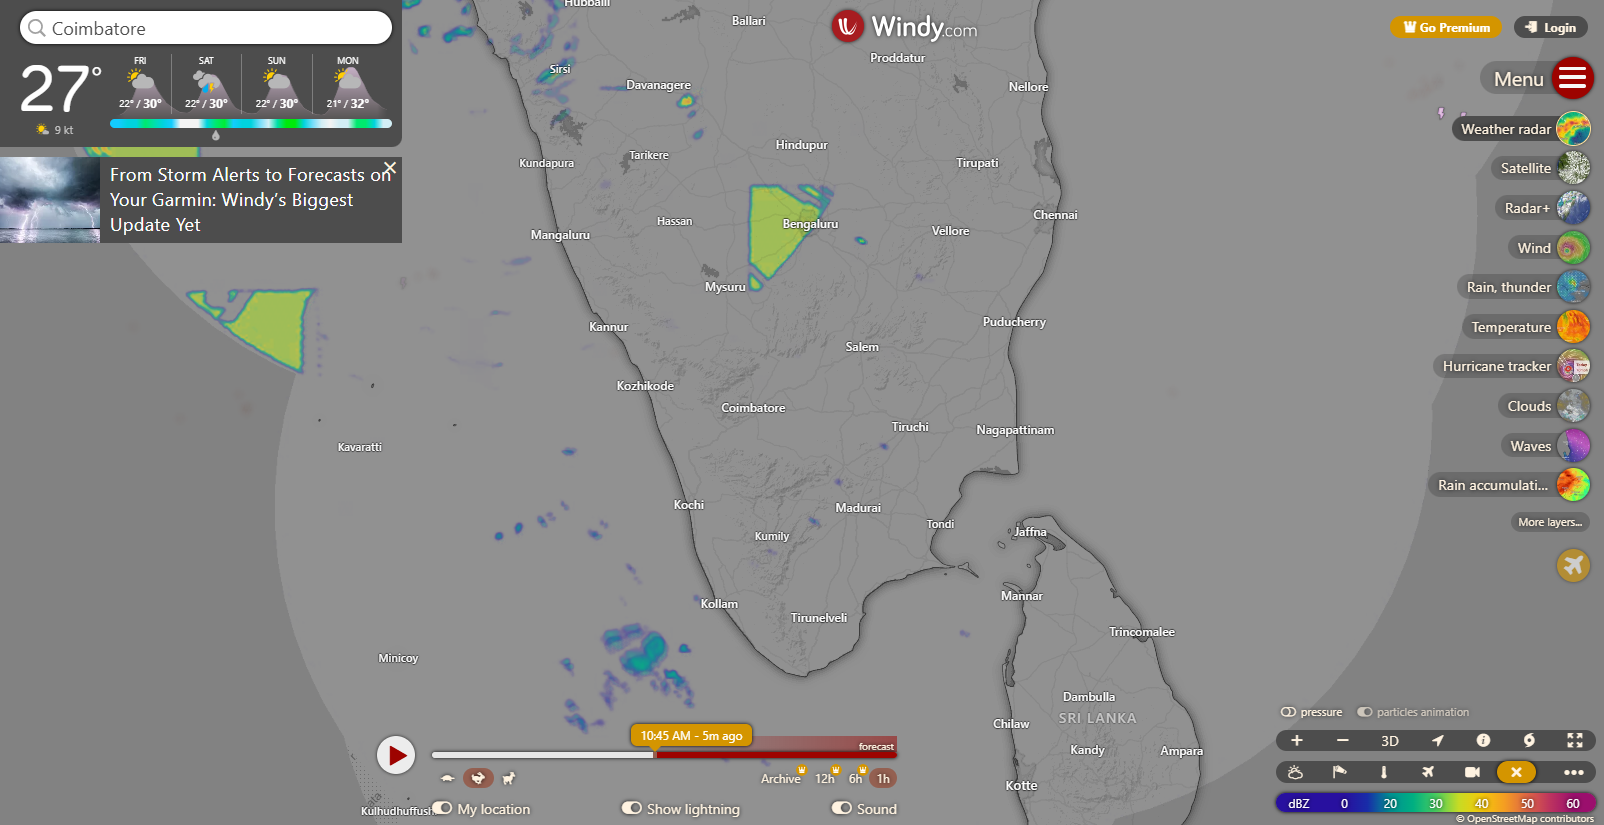 Coimbatore
27°
9 kt
FRI
22° / 30°
SAT
22° / 30°
SUN
22° / 30°
MON
21° / 32°
From Storm Alerts to Forecasts on
Your Garmin: Windy’s Biggest
Update Yet
Windy.com
Go Premium
Login
Menu
Weather radar
Satellite
Radar+
Wind
Rain, thunder
Temperature
Hurricane tracker
Clouds
Waves
Rain accumulati...
More layers...
Hubballi
Ballari
Proddatur
Sirsi
Davanagere
Nellore
Hindupur
Kundapura
Tarikere
Tirupati
Chennai
Hassan
Bengaluru
Mangaluru
Vellore
Mysuru
Kannur
Puducherry
Salem
Kozhikode
Coimbatore
Tiruchi
Nagapattinam
Kavaratti
Kochi
Madurai
Tondi
Kumily
Jaffna
Mannar
Kollam
Tirunelveli
Trincomalee
Minicoy
Dambulla
SRI LANKA
Chilaw
Kandy
Ampara
Kotte
Kulhudhuffush
10:45 AM - 5m ago
forecast
Archive
12h
6h
1h
My location
Show lightning
Sound
pressure
particles animation
3D
dBZ
0
20
30
40
50
60
© OpenStreetMap contributors